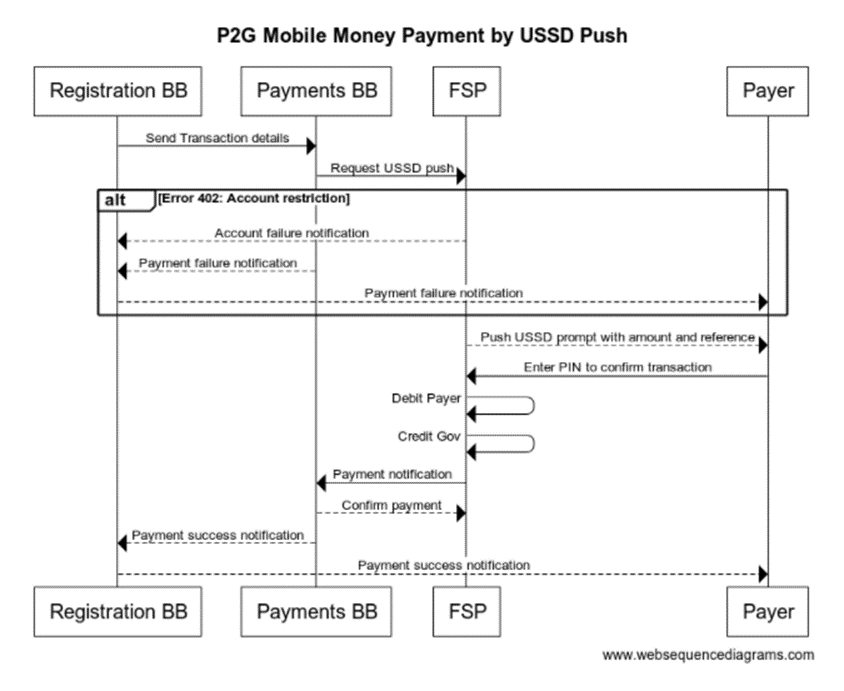 P2G Mobile Money Payment by USSD Push
Registration BB Payments BB FSP Payer
Send Transaction details
Request USSD push
alt [Error 402: Account restriction]
Account failure notification
Payment failure notification
Payment failure notification
Push USSD prompt with amount and reference
Enter PIN to confirm transaction
Debit Payer
Credit Gov
Payment notification
Confirm payment
Payment success notification
Payment success notification
Registration BB Payments BB FSP Payer
www.websequencediagrams.com